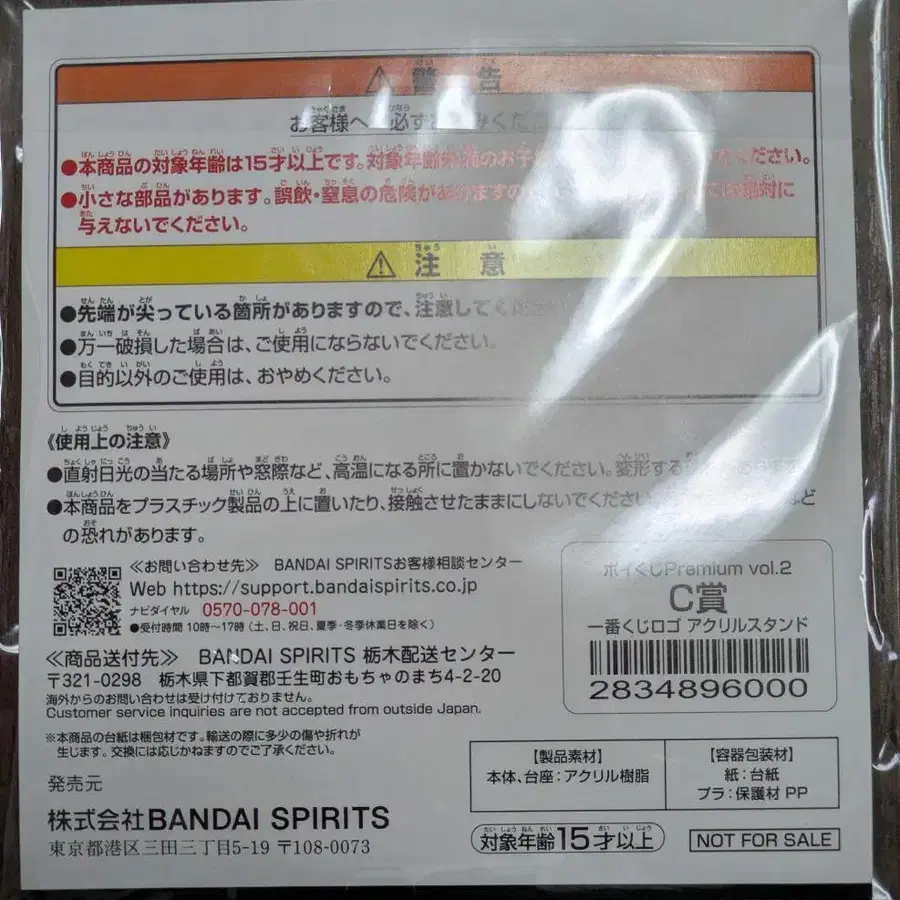 警告
お客様へ 必ず
●本商品の対象年齢は15才以上です。対象年齢 のお子 ください。
●小さな部品があります。誤飲・窒息の危険がありますの 絶対に
与えないでください。
注意
●先端が尖っている箇所がありますので、注意してく
●万一破損した場合は、ご使用にならないでください。
●目的以外のご使用は、おやめください。
《使用上の注意》
●直射日光の当たる場所や窓際など、高温になる所に置かないでください。変形する
●本商品をプラスチック製品の上に置いたり、接触させたままにしないでください など
の恐れがあります。
≪お問い合わせ先≫ BANDAI SPIRITSお客様相談センター
Web https://support.bandaispirits.co.jp
ナビダイヤル 0570-078-001
●受付時間 10時～17時（土、日、祝日、夏季・冬季休業日を除く）
≪商品送付先≫ BANDAI SPIRITS 栃木配送センター
〒321-0298 栃木県下都賀郡壬生町おもちゃのまち4-2-20
海外からのお問い合わせは受け付けておりません。
Customer service inquiries are not accepted from outside Japan.
ポイくじPremium vol.2
C賞
一番くじロゴ アクリルスタンド
2834896000
※本商品の台紙は梱包材です。輸送の際に多少の傷や折れが
生じます。交換には応じかねますのでご了承ください。
発売元
株式会社BANDAI SPIRITS
東京都港区三田三丁目5-19 〒108-0073
【製品素材】
本体、台座：アクリル樹脂
【容器包装材】
紙：台紙
プラ：保護材 PP
対象年齢15才以上
NOT FOR SALE